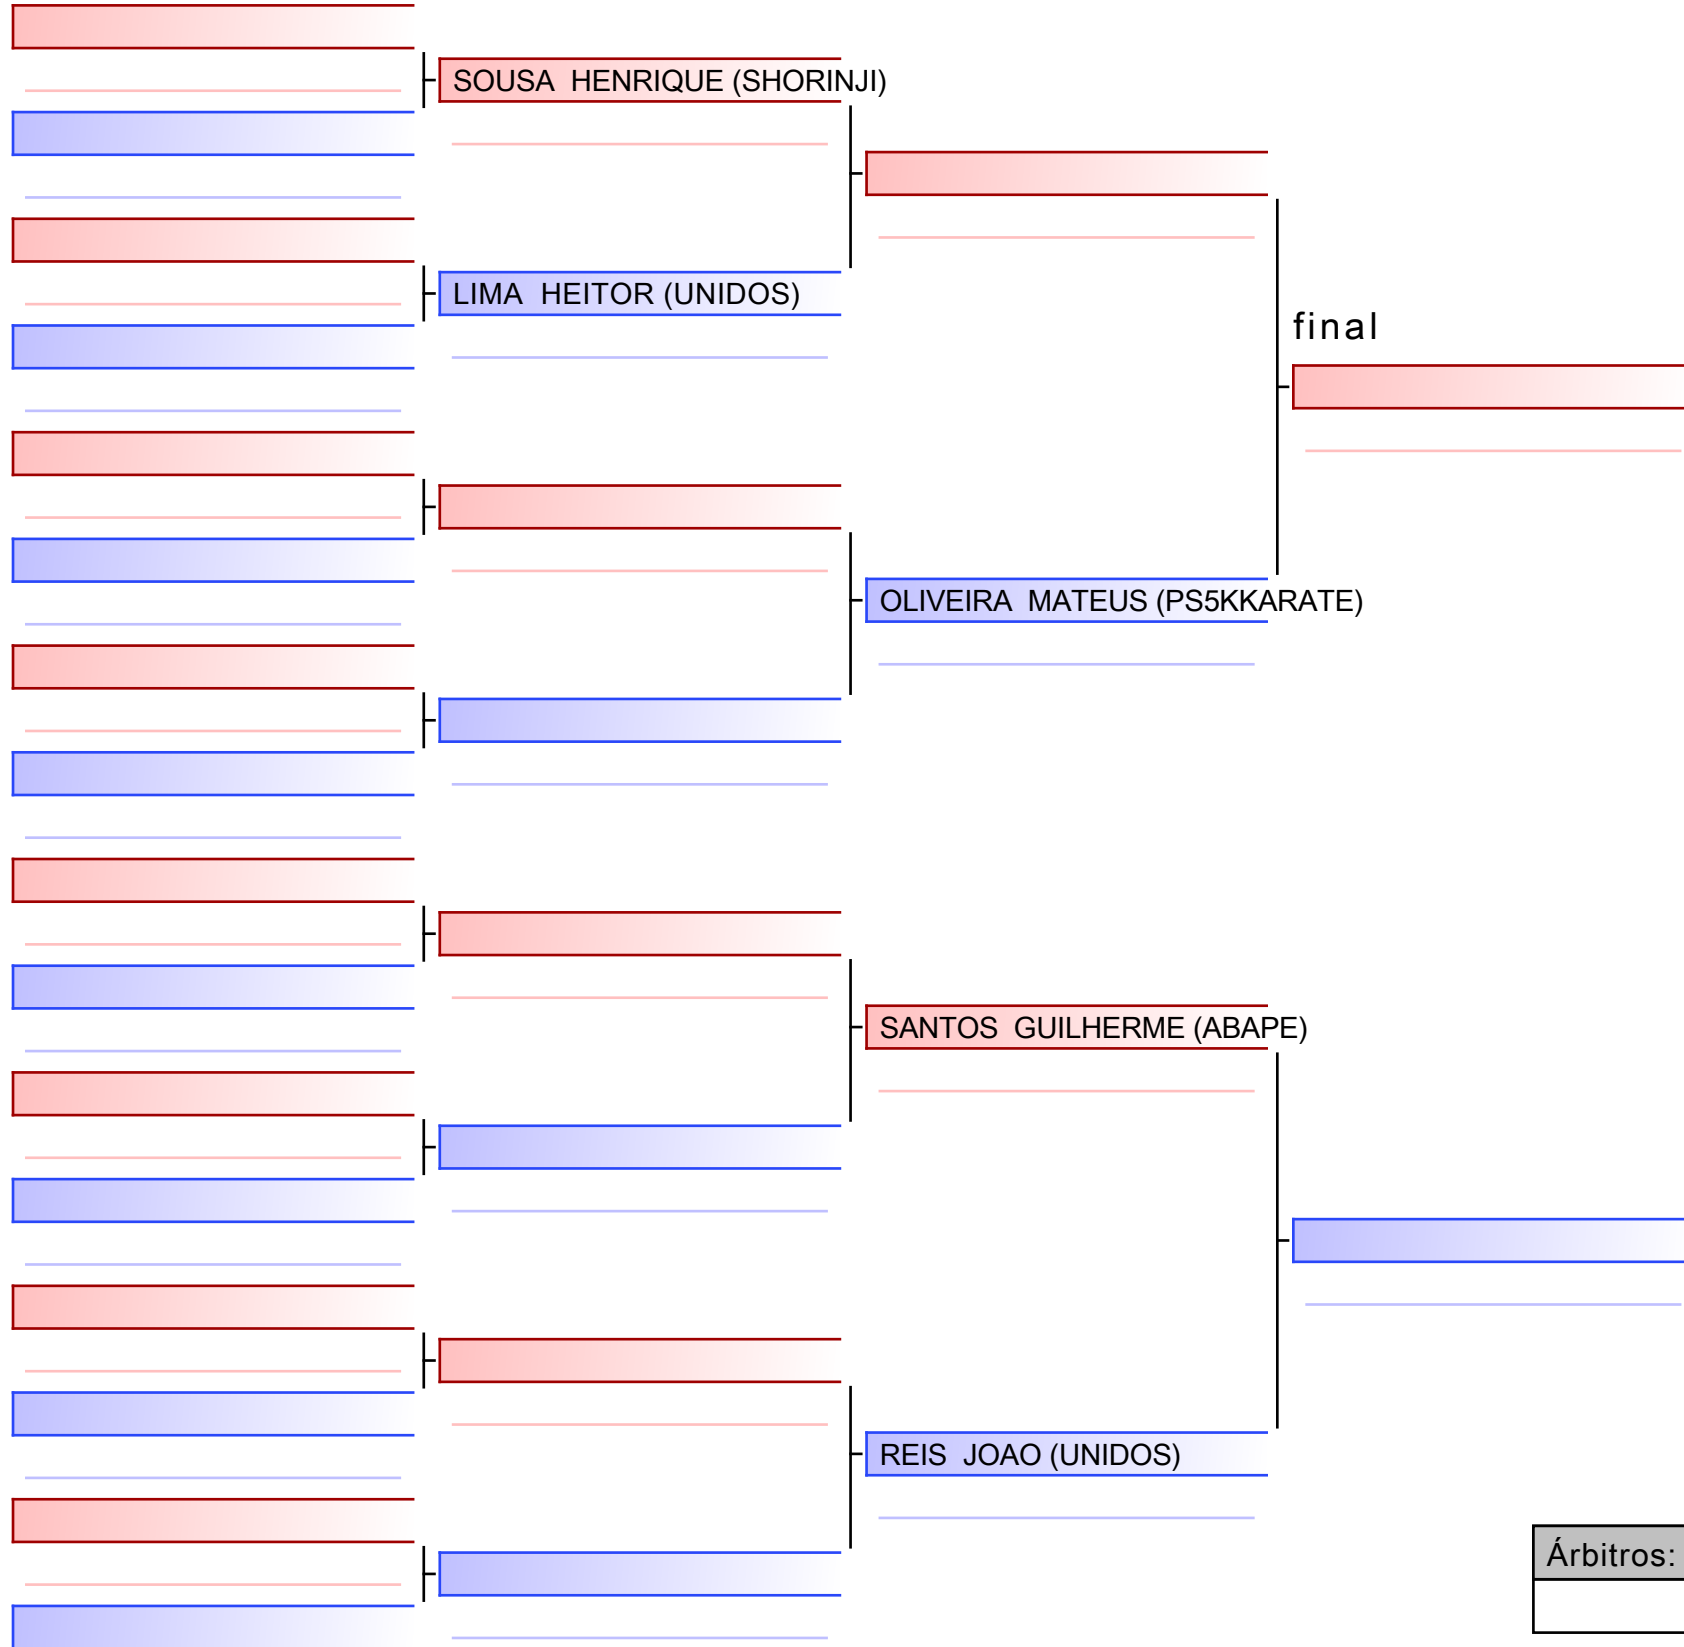 SOUSA  HENRIQUE (SHORINJI)
LIMA  HEITOR (UNIDOS)
final
OLIVEIRA  MATEUS (PS5KKARATE)
SANTOS  GUILHERME (ABAPE)
REIS  JOAO (UNIDOS)
Árbitros: